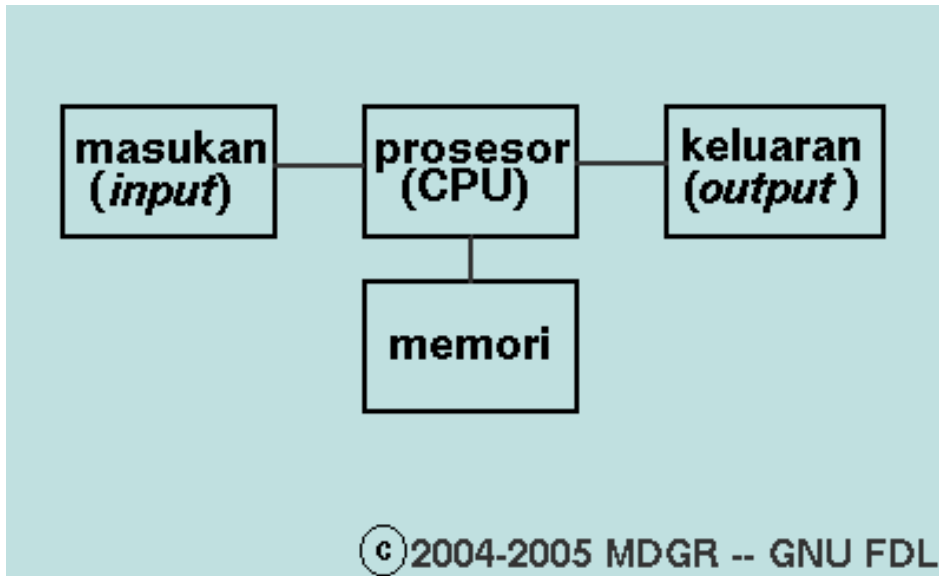 masukan
(input)
prosesor
(CPU)
keluaran
(output)
memori
©2004-2005 MDGR -- GNU FDL